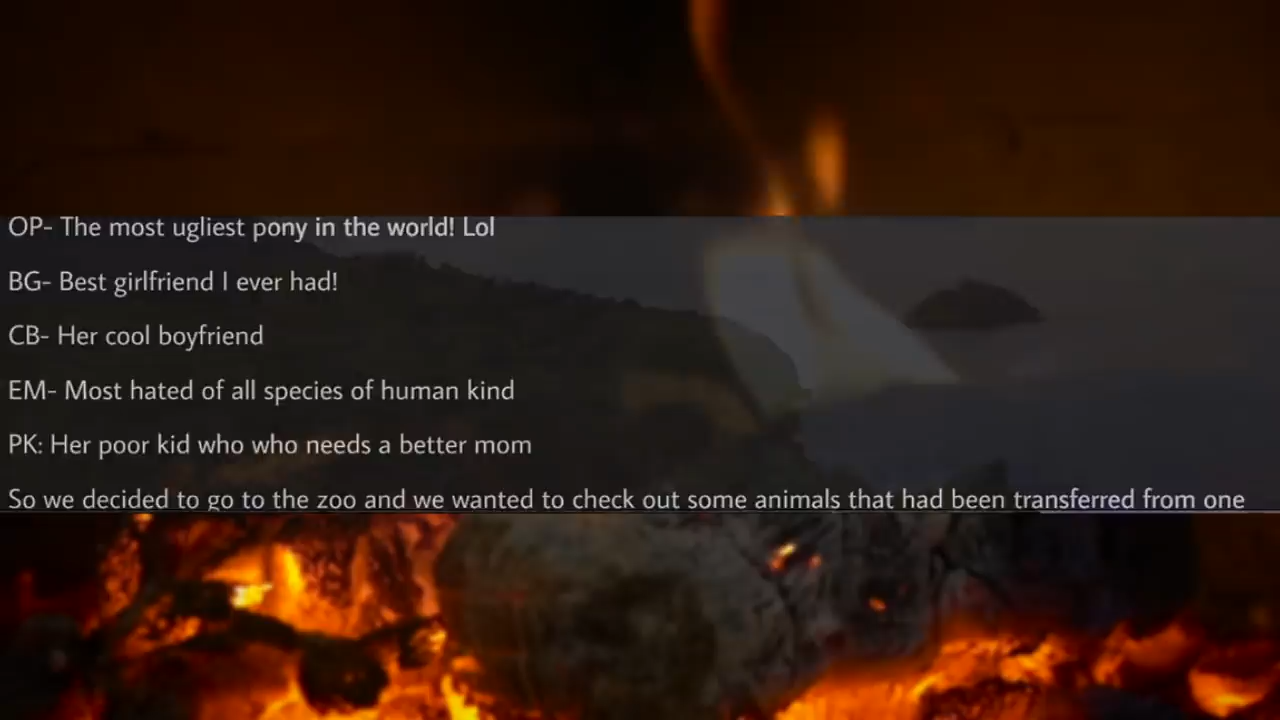 OP- The most ugliest pony in the world! Lol
BG- Best girlfriend I ever had!
CB- Her cool boyfriend
EM- Most hated of all species of human kind
PK: Her poor kid who who needs a better mom
So we decided to go to the zoo and we wanted to check out some animals that had been transferred from one